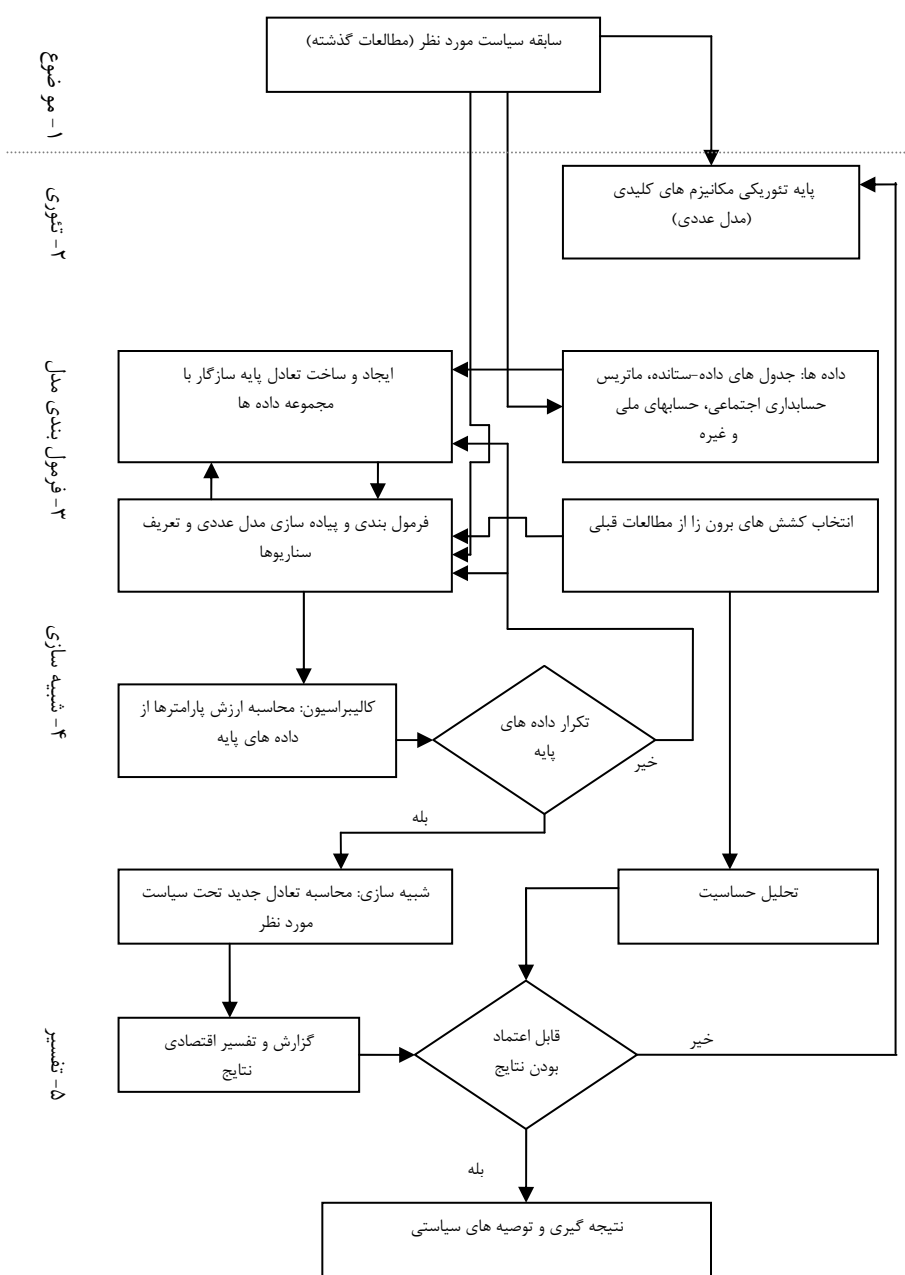 سابقه سیاست مورد نظر (مطالعات گذشته)
۱- مو ضوع
پایه تئوریکی مکانیزم های کلیدی
(مدل عددی)
۲- تئوری
داده ها: جدول های داده-ستانده، ماتریس
حسابداری اجتماعی، حسابهای ملی
و غیره
ایجاد و ساخت تعادل پایه سازگار با
مجموعه داده ها
۳- فرمول بندی مدل
انتخاب کشش های برون زا از مطالعات قبلی
فرمول بندی و پیاده سازی مدل عددی و تعریف
سناریوها
۴- شبیه سازی
تکرار داده های
پایه
خیر
کالیبراسیون: محاسبه ارزش پارامترها از
داده های پایه
بله
تحلیل حساسیت
شبیه سازی: محاسبه تعادل جدید تحت سیاست
مورد نظر
۵- تفسیر
قابل اعتماد
بودن نتایج
خیر
گزارش و تفسیر اقتصادی
نتایج
بله
نتیجه گیری و توصیه های سیاستی